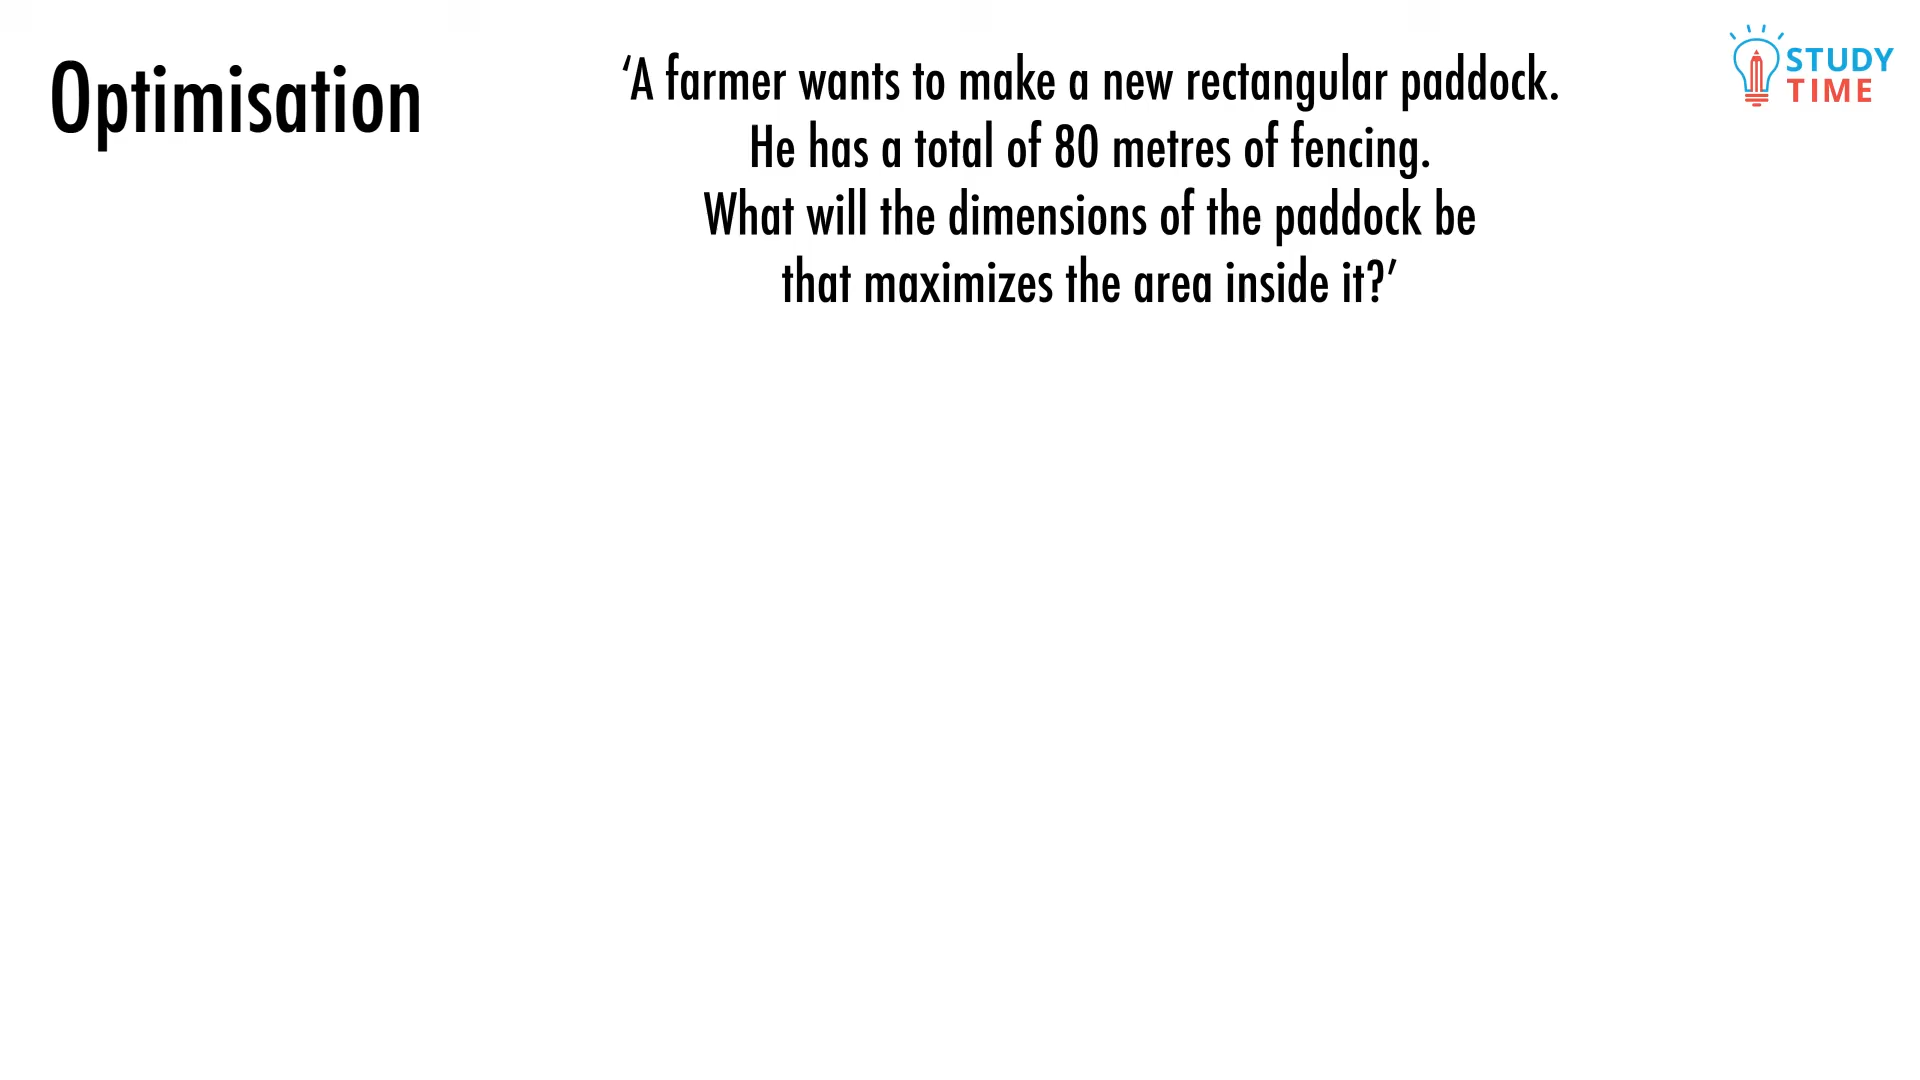 Optimisation
‘A farmer wants to make a new rectangular paddock.
He has a total of 80 metres of fencing.
What will the dimensions of the paddock be
that maximizes the area inside it?’
STUDY
TIME